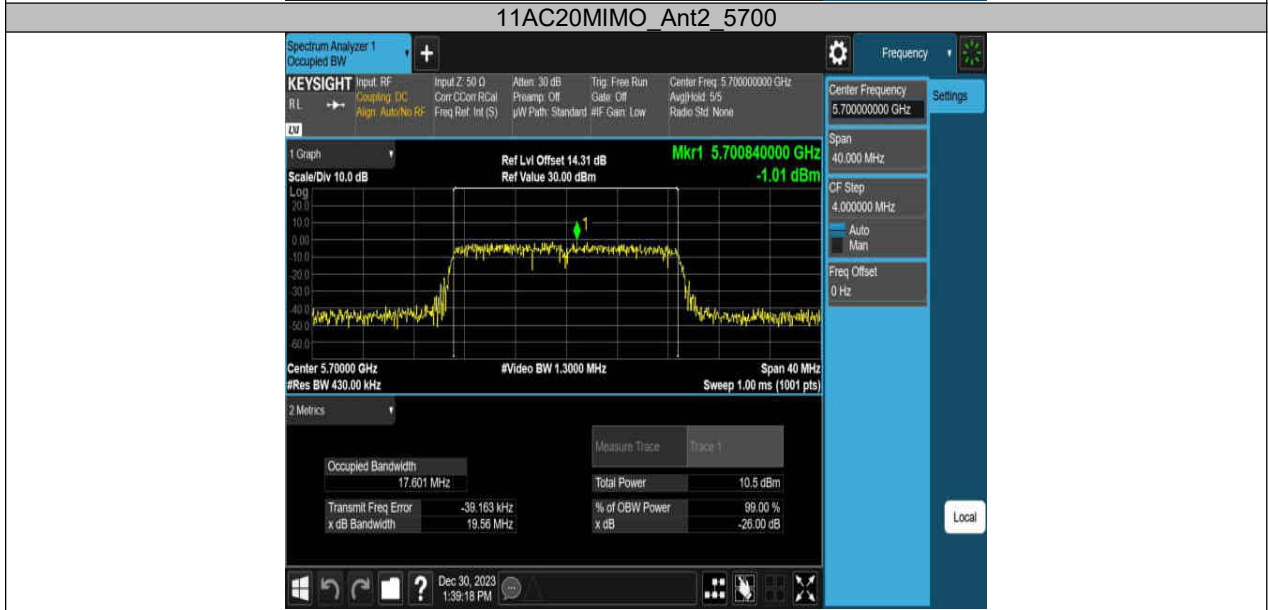 11AC20MIMO_Ant2_5700
Spectrum Analyzer 1
Occupied BW
+
Frequency
KEYSIGHT
RL
LXI
Input: RF
Coupling: DC
Align: Auto/No RF
Input Z: 50 Ω
Corr CCorr RCal
Freq Ref: Int (S)
Atten: 30 dB
Preamp: Off
µW Path: Standard
Trig: Free Run
Gate: Off
#IF Gain: Low
Center Freq: 5.700000000 GHz
Avg|Hold: 5/5
Radio Std: None
Center Frequency
5.700000000 GHz
Settings
Span
40.000 MHz
CF Step
4.000000 MHz
Auto
Man
Freq Offset
0 Hz
Local
1 Graph
Scale/Div 10.0 dB
Ref Lvl Offset 14.31 dB
Ref Value 30.00 dBm
Mkr1 5.700840000 GHz
-1.01 dBm
Log
20.0
10.0
0.00
-10.0
-20.0
-30.0
-40.0
-50.0
-60.0
1
Center 5.70000 GHz
#Res BW 430.00 kHz
#Video BW 1.3000 MHz
Span 40 MHz
Sweep 1.00 ms (1001 pts)
2 Metrics
Measure Trace Trace 1
Occupied Bandwidth
17.601 MHz
Total Power 10.5 dBm
Transmit Freq Error -39.163 kHz
% of OBW Power 99.00 %
x dB Bandwidth 19.56 MHz
x dB -26.00 dB
?
Dec 30, 2023
1:39:18 PM